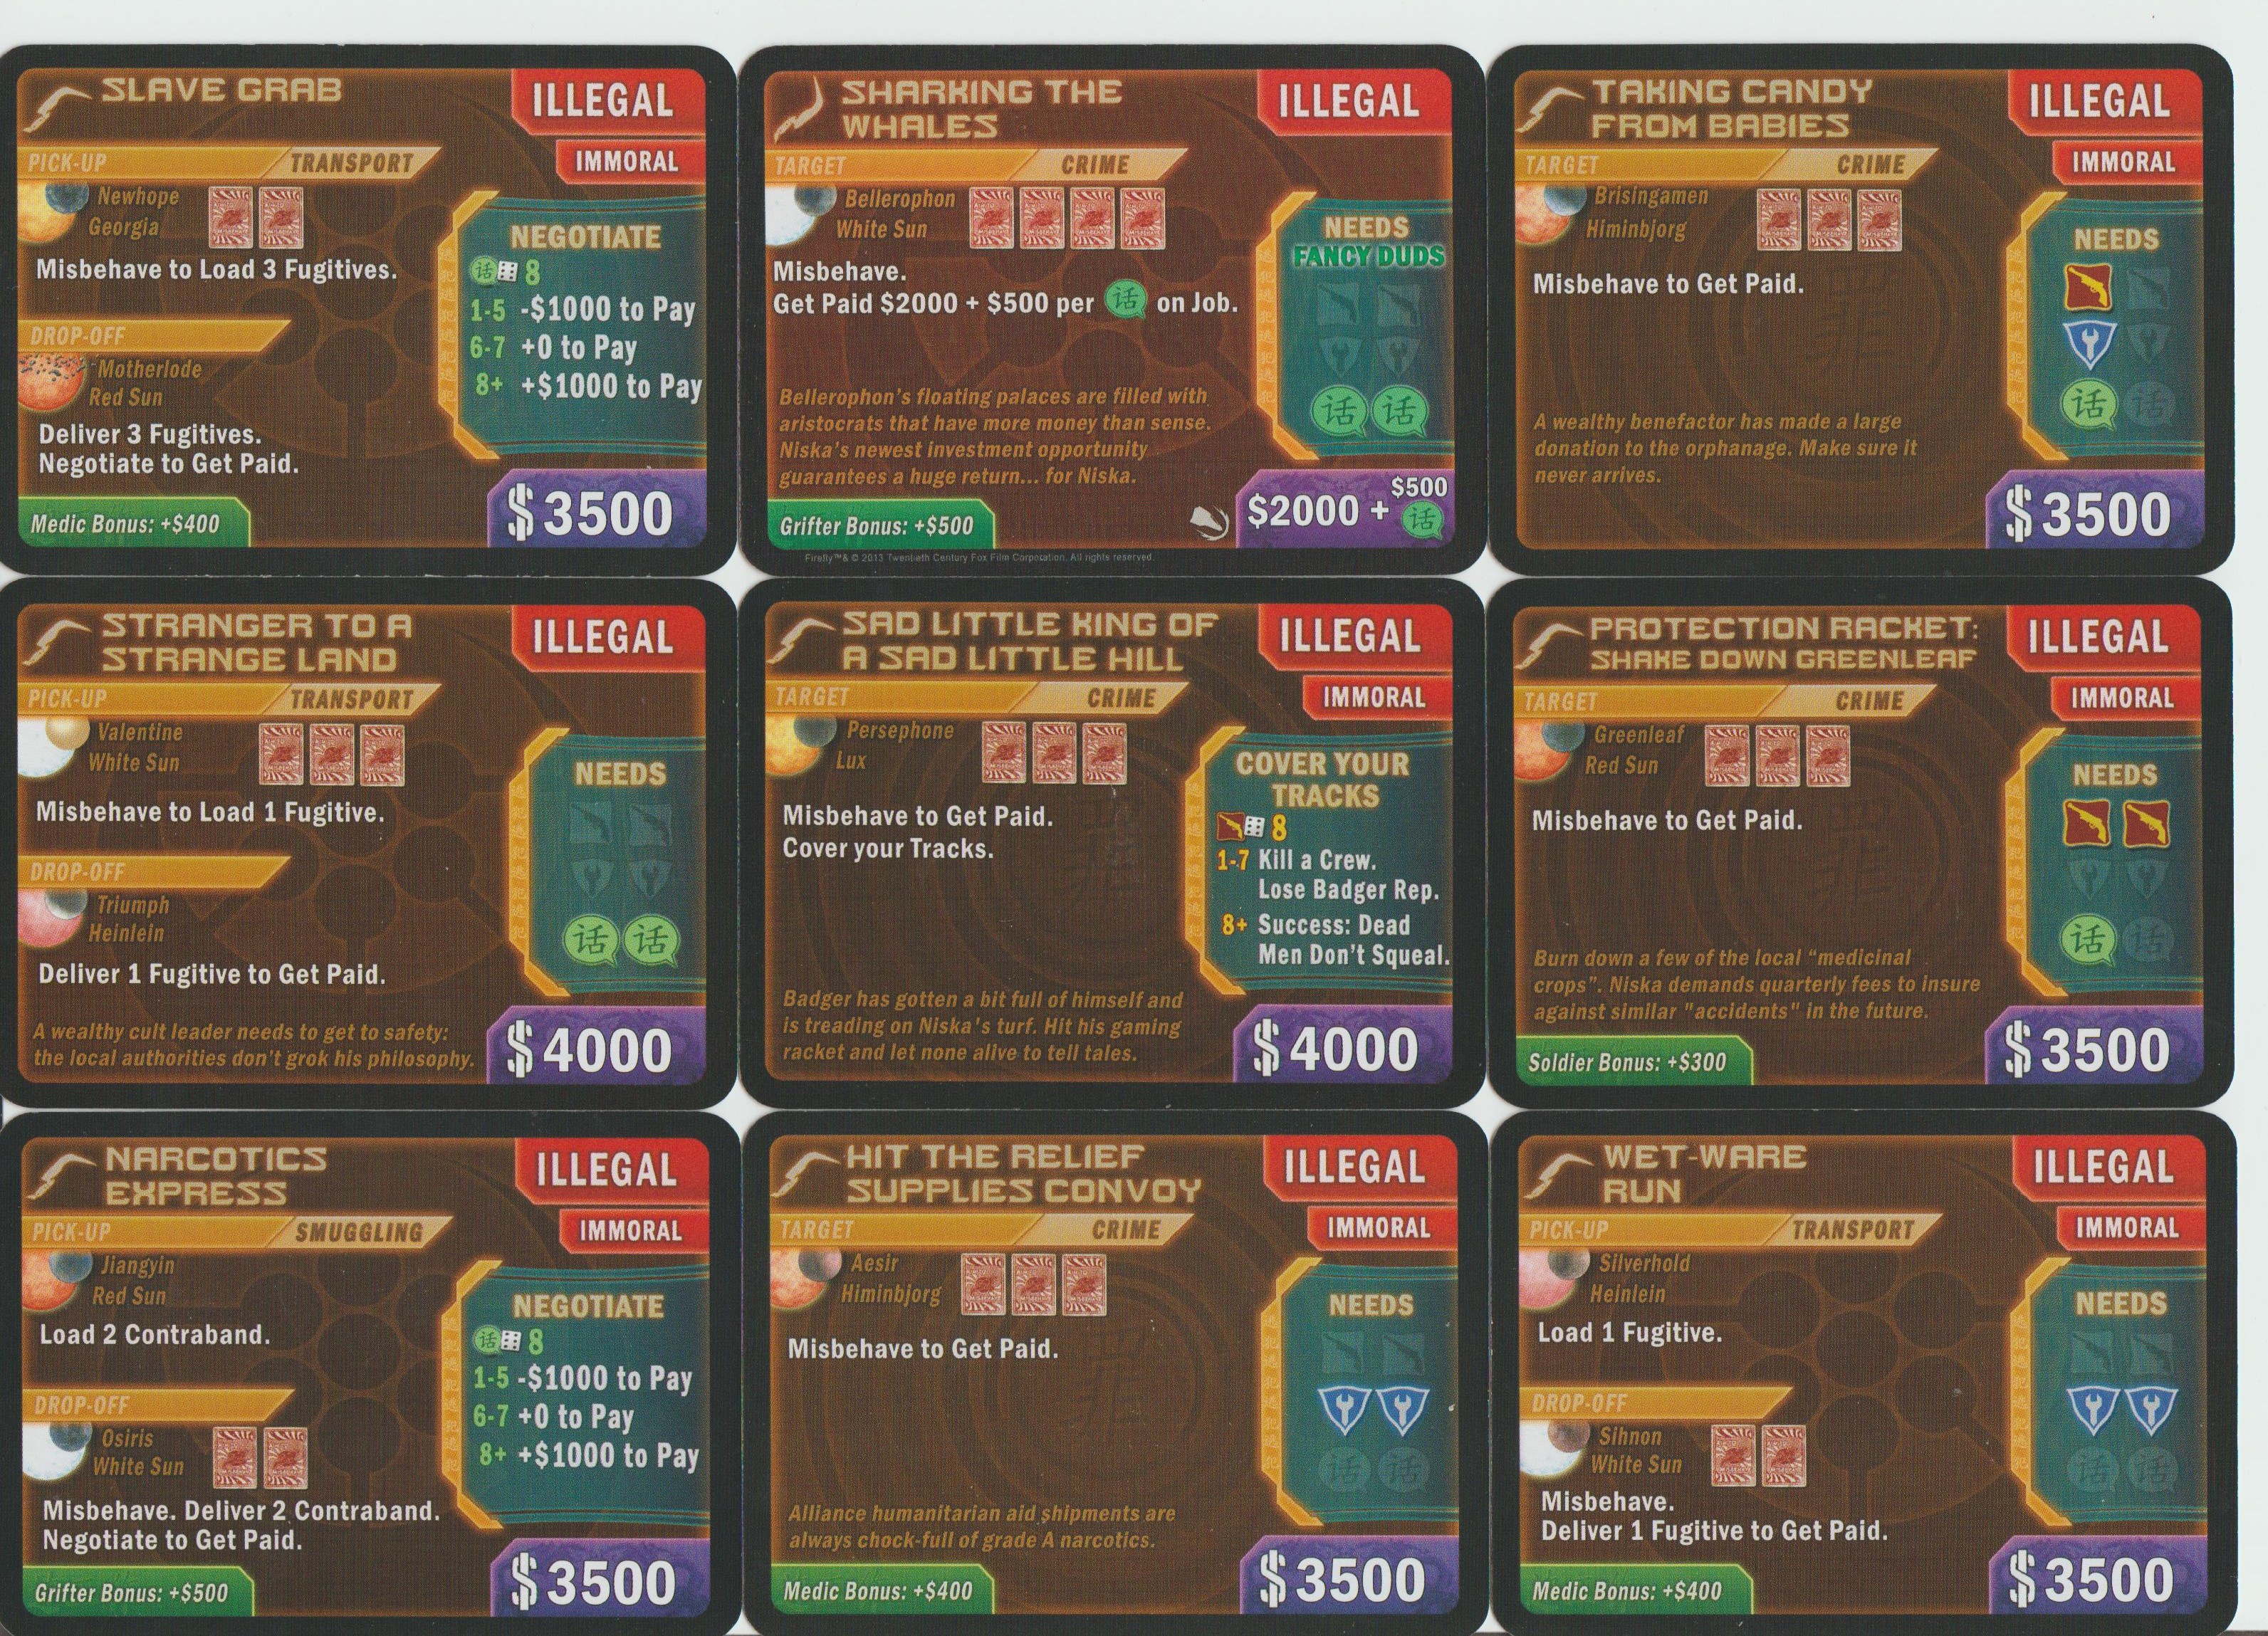 SLAVE GRAB
ILLEGAL
IMMORAL
PICK-UP TRANSPORT
Newhope
Georgia
Misbehave to Load 3 Fugitives.
DROP-OFF
Motherlode
Red Sun
Deliver 3 Fugitives.
Negotiate to Get Paid.
NEGOTIATE
话 8
1-5 -$1000 to Pay
6-7 +0 to Pay
8+ +$1000 to Pay
Medic Bonus: +$400
$3500
SHARKING THE
WHALES
ILLEGAL
TARGET CRIME
Bellerophon
White Sun
Misbehave.
Get Paid $2000 + $500 per 话 on Job.
NEEDS
FANCY DUDS
话 话
Bellerophon's floating palaces are filled with
aristocrats that have more money than sense.
Niska's newest investment opportunity
guarantees a huge return... for Niska.
Grifter Bonus: +$500
$2000 + $500 话
Firefly™& © 2013 Twentieth Century Fox Film Corporation. All rights reserved.
TAKING CANDY
FROM BABIES
ILLEGAL
IMMORAL
TARGET CRIME
Brisingamen
Himinbjorg
Misbehave to Get Paid.
NEEDS
话 话
A wealthy benefactor has made a large
donation to the orphanage. Make sure it
never arrives.
$3500
STRANGER TO A
STRANGE LAND
ILLEGAL
PICK-UP TRANSPORT
Valentine
White Sun
Misbehave to Load 1 Fugitive.
DROP-OFF
Triumph
Heinlein
Deliver 1 Fugitive to Get Paid.
NEEDS
话 话
A wealthy cult leader needs to get to safety:
the local authorities don't grok his philosophy.
$4000
SAD LITTLE KING OF
A SAD LITTLE HILL
ILLEGAL
IMMORAL
TARGET CRIME
Persephone
Lux
Misbehave to Get Paid.
Cover your Tracks.
COVER YOUR
TRACKS
8
1-7 Kill a Crew.
Lose Badger Rep.
8+ Success: Dead
Men Don't Squeal.
Badger has gotten a bit full of himself and
is treading on Niska's turf. Hit his gaming
racket and let none alive to tell tales.
$4000
PROTECTION RACKET:
SHAKE DOWN GREENLEAF
ILLEGAL
IMMORAL
TARGET CRIME
Greenleaf
Red Sun
Misbehave to Get Paid.
NEEDS
话 话
Burn down a few of the local "medicinal
crops". Niska demands quarterly fees to insure
against similar "accidents" in the future.
Soldier Bonus: +$300
$3500
NARCOTICS
EXPRESS
ILLEGAL
IMMORAL
PICK-UP SMUGGLING
Jiangyin
Red Sun
Load 2 Contraband.
DROP-OFF
Osiris
White Sun
Misbehave. Deliver 2 Contraband.
Negotiate to Get Paid.
NEGOTIATE
话 8
1-5 -$1000 to Pay
6-7 +0 to Pay
8+ +$1000 to Pay
Grifter Bonus: +$500
$3500
HIT THE RELIEF
SUPPLIES CONVOY
ILLEGAL
IMMORAL
TARGET CRIME
Aesir
Himinbjorg
Misbehave to Get Paid.
NEEDS
话 话
Alliance humanitarian aid shipments are
always chock-full of grade A narcotics.
Medic Bonus: +$400
$3500
WET-WARE
RUN
ILLEGAL
IMMORAL
PICK-UP TRANSPORT
Silverhold
Heinlein
Load 1 Fugitive.
DROP-OFF
Sihnon
White Sun
Misbehave.
Deliver 1 Fugitive to Get Paid.
NEEDS
话 话
Medic Bonus: +$400
$3500